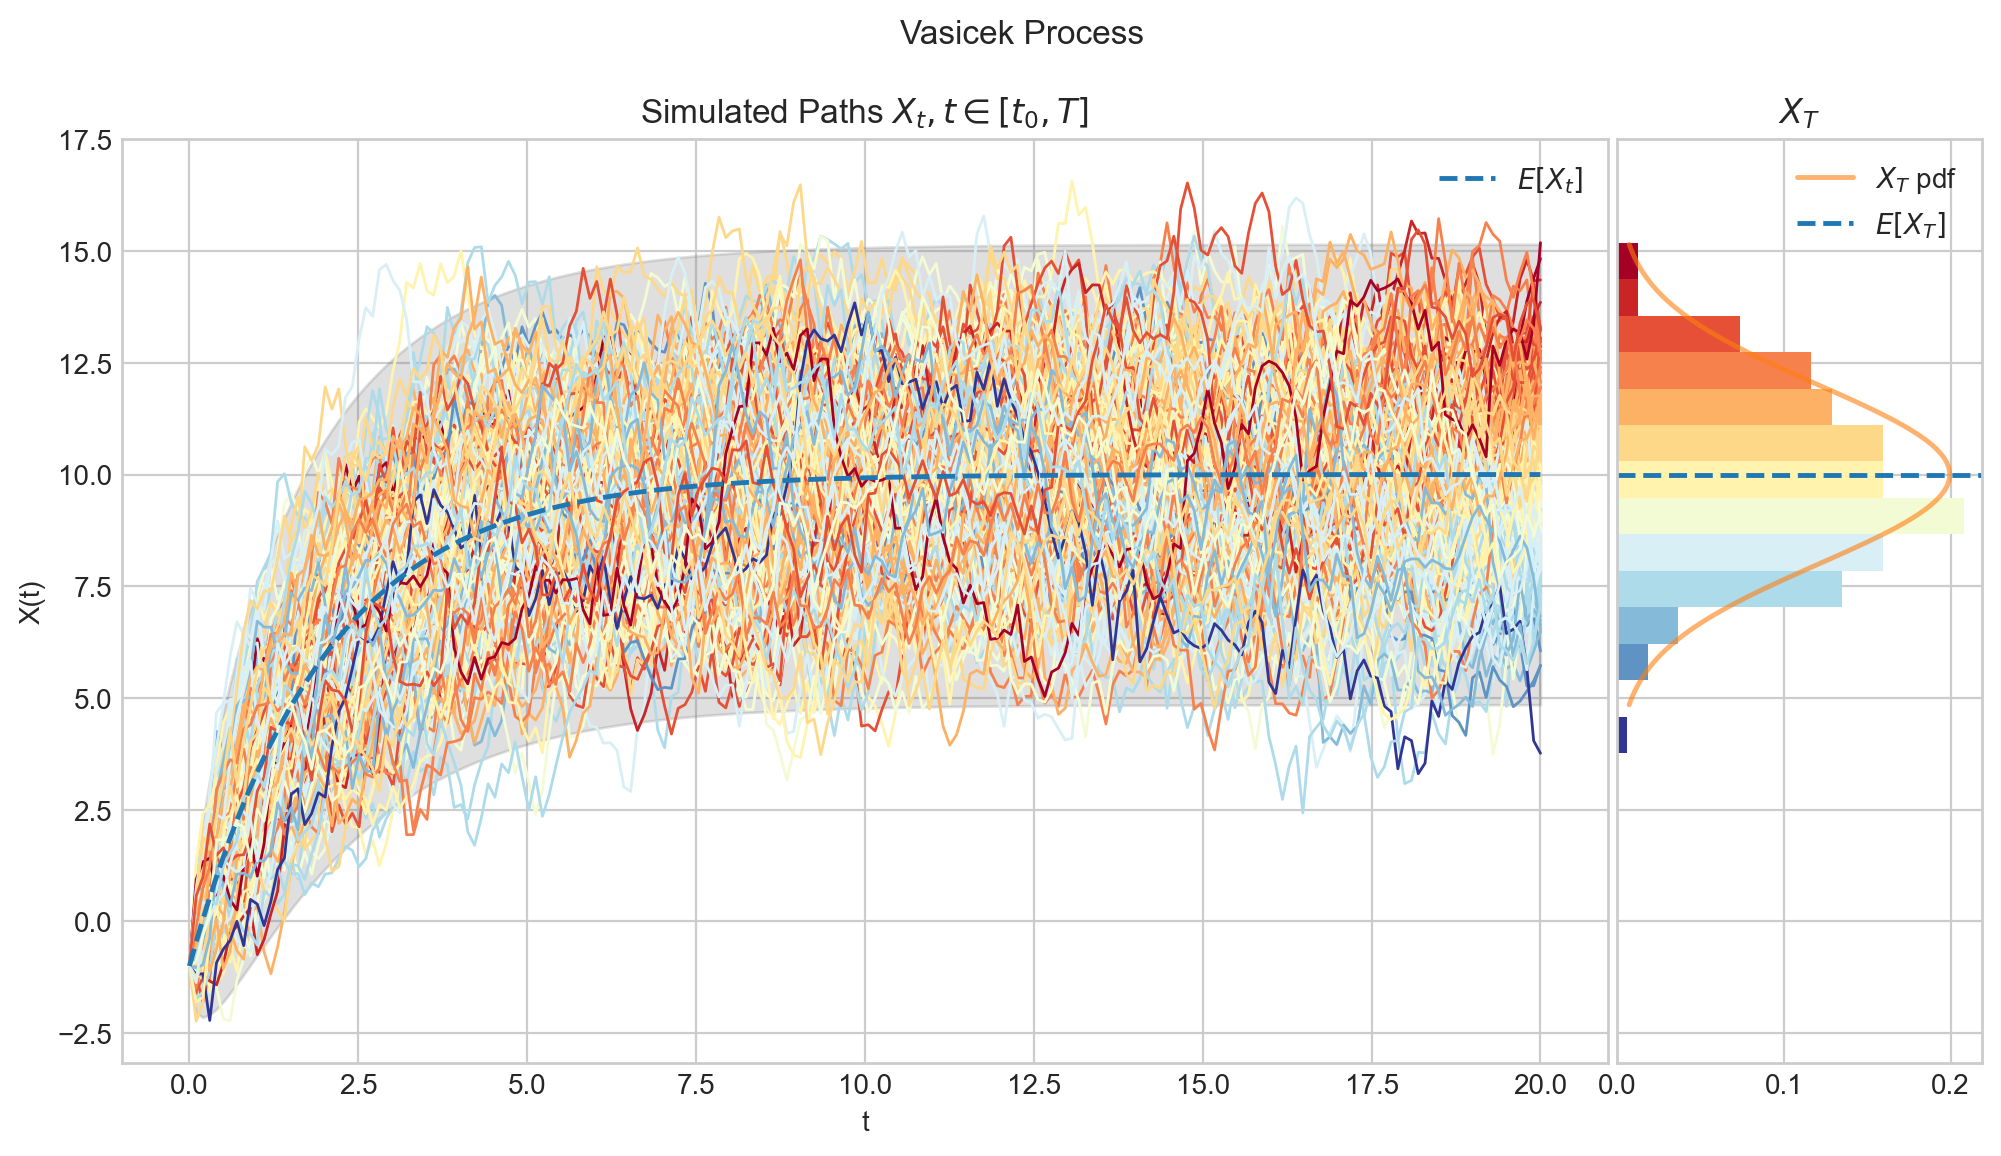 Vasicek Process
Simulated Paths $X_t, t \in [t_0, T]$
$X_T$
17.5
15.0
12.5
10.0
7.5
5.0
2.5
0.0
−2.5
X(t)
$E[X_t]$
$X_T$ pdf
$E[X_T]$
0.0 2.5 5.0 7.5 10.0 12.5 15.0 17.5 20.0
0.0 0.1 0.2
t